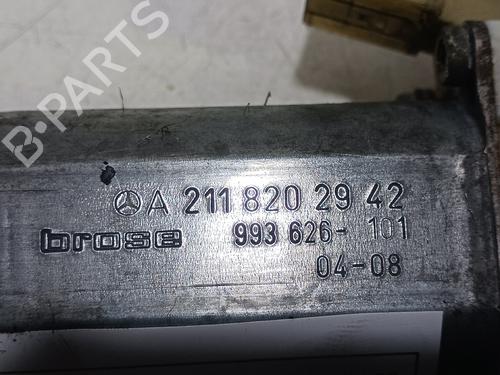 B-PARTS
A 211 820 29 42
brose 993 626- 101
04-08